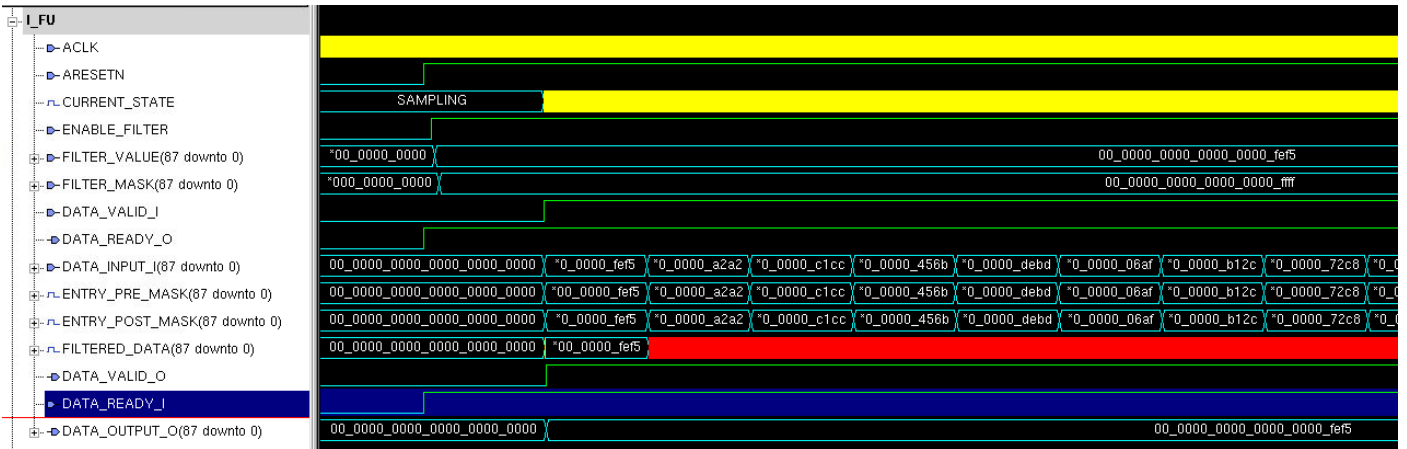 I_FU
ACLK
ARESETN
CURRENT_STATE SAMPLING
ENABLE_FILTER
FILTER_VALUE(87 downto 0) *00_0000_0000 00_0000_0000_0000_0000_fef5
FILTER_MASK(87 downto 0) *000_0000_0000 00_0000_0000_0000_0000_ffff
DATA_VALID_I
DATA_READY_O
DATA_INPUT_I(87 downto 0) 00_0000_0000_0000_0000_0000 *0_0000_fef5 *0_0000_a2a2 *0_0000_c1cc *0_0000_456b *0_0000_debd *0_0000_06af *0_0000_b12c *0_0000_72c8 *0_0
ENTRY_PRE_MASK(87 downto 0) 00_0000_0000_0000_0000_0000 *00_0000_fef5 *0_0000_a2a2 *0_0000_c1cc *0_0000_456b *0_0000_debd *0_0000_06af *0_0000_b12c *0_0000_72c8 *0_0
ENTRY_POST_MASK(87 downto 0) 00_0000_0000_0000_0000_0000 *0_0000_fef5 *0_0000_a2a2 *0_0000_c1cc *0_0000_456b *0_0000_debd *0_0000_06af *0_0000_b12c *0_0000_72c8 *0_0
FILTERED_DATA(87 downto 0) 00_0000_0000_0000_0000_0000 *00_0000_fef5
DATA_VALID_O
DATA_READY_I
DATA_OUTPUT_O(87 downto 0) 00_0000_0000_0000_0000_0000 00_0000_0000_0000_0000_fef5